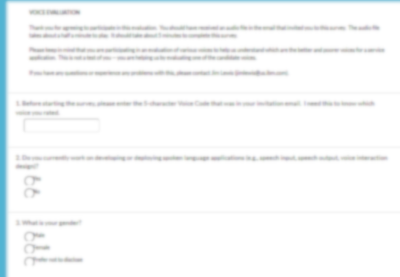 VOICE EVALUATION
Thank you for agreeing to participate in this evaluation. You should have received an audio file in the email that invited you to this survey. The audio file
takes about a half a minute to play. It should take about 5 minutes to complete this survey.
Please keep in mind that you are participating in an evaluation of various voices to help us understand which are the better and poorer voices for a service
application. This is not a test of you -- you are helping us by evaluating one of the candidate voices.
If you have any questions or experience any problems with this, please contact Jim Lewis
1. Before starting the survey, please enter the 5-character Voice Code that was in your invitation email. I need this to know which
voice you rated.
2. Do you currently work on developing or deploying spoken language applications (e.g., speech input, speech output, voice interaction
design)?
Yes
No
3. What is your gender?
Male
Female
Prefer not to disclose